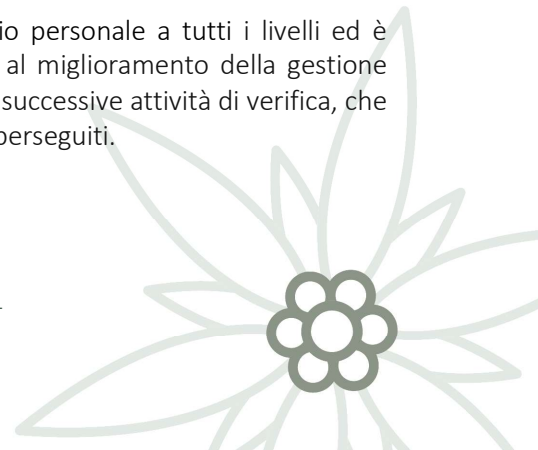 io personale a tutti i livelli ed è
al miglioramento della gestione
successive attività di verifica, che
perseguiti.